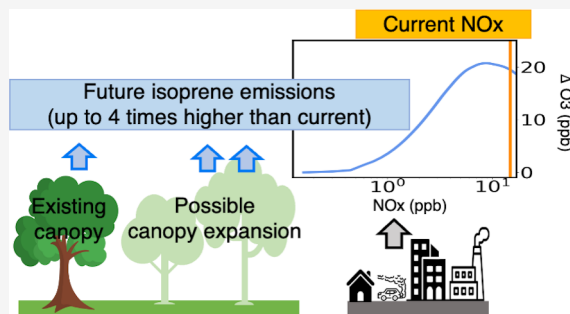 Current NOx
Future isoprene emissions
(up to 4 times higher than current)
20
10
0
Δ O3 (ppb)
10⁰
10¹
NOx (ppb)
Existing
canopy
Possible
canopy expansion